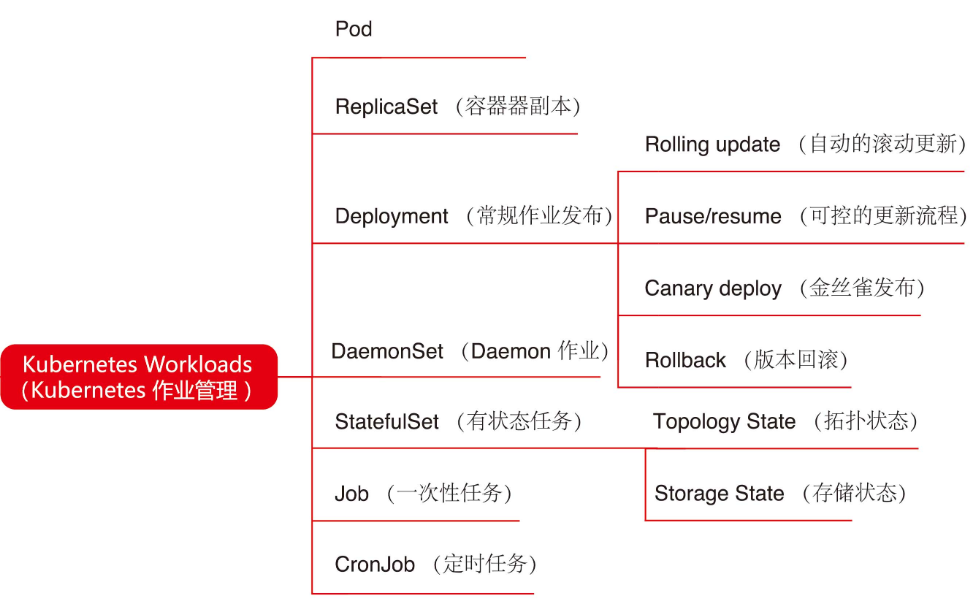 Kubernetes Workloads
（Kubernetes 作业管理 ）
Pod
ReplicaSet （容器器副本）
Deployment （常规作业发布）
Rolling update （自动的滚动更新）
Pause/resume （可控的更新流程）
Canary deploy （金丝雀发布）
Rollback （版本回滚）
DaemonSet （Daemon 作业）
StatefulSet （有状态任务）
Topology State （拓扑状态）
Storage State （存储状态）
Job （一次性任务）
CronJob （定时任务）